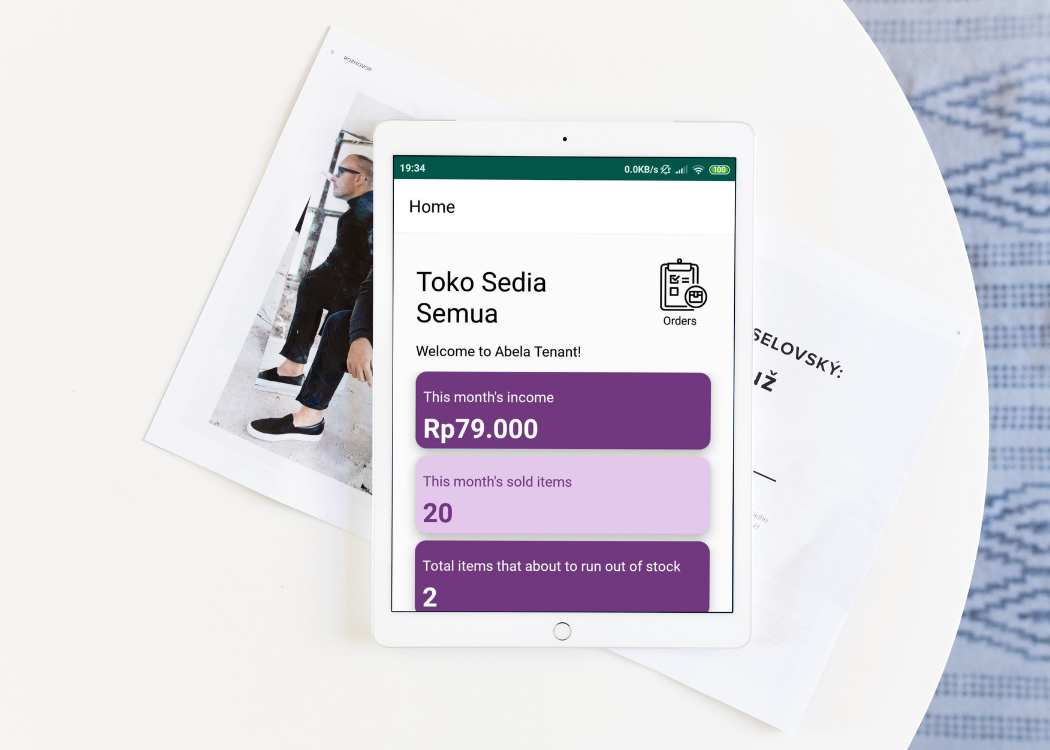 ROZHOVOR
19:34
0.0KB/s
100
Home
Toko Sedia
Semua
Orders
Welcome to Abela Tenant!
This month's income
Rp79.000
This month's sold items
20
Total items that about to run out of stock
2
SELOVSKÝ:
IŽ